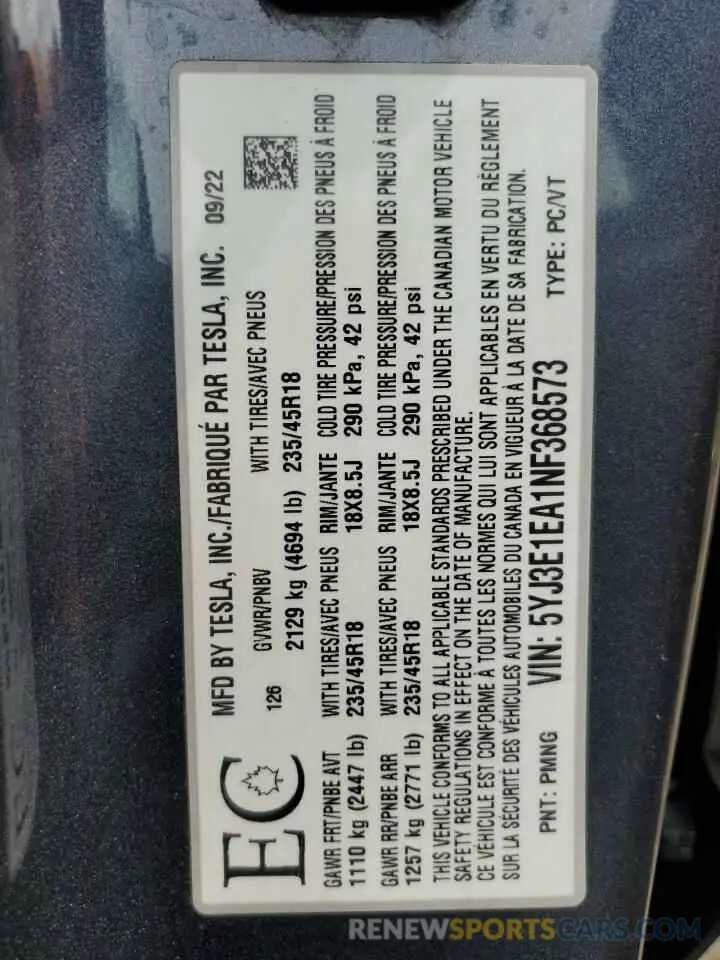 MFD BY TESLA, INC./FABRIQUÉ PAR TESLA, INC. 09/22
EC
126 GVWR/PNBV WITH TIRES/AVEC PNEUS
2129 kg (4694 lb) 235/45R18
GAWR FRT/PNBE AVT WITH TIRES/AVEC PNEUS RIM/JANTE COLD TIRE PRESSURE/PRESSION DES PNEUS À FROID
1110 kg (2447 lb) 235/45R18 18X8.5J 290 kPa, 42 psi
GAWR RR/PNBE ARR WITH TIRES/AVEC PNEUS RIM/JANTE COLD TIRE PRESSURE/PRESSION DES PNEUS À FROID
1257 kg (2771 lb) 235/45R18 18X8.5J 290 kPa, 42 psi
THIS VEHICLE CONFORMS TO ALL APPLICABLE STANDARDS PRESCRIBED UNDER THE CANADIAN MOTOR VEHICLE
SAFETY REGULATIONS IN EFFECT ON THE DATE OF MANUFACTURE.
CE VÉHICULE EST CONFORME À TOUTES LES NORMES QUI LUI SONT APPLICABLES EN VERTU DU RÈGLEMENT
SUR LA SÉCURITÉ DES VÉHICULES AUTOMOBILES DU CANADA EN VIGUEUR À LA DATE DE SA FABRICATION.
PNT: PMNG VIN: 5YJ3E1EA1NF368573 TYPE: PC/VT
RENEWSPORTSCARS.COM